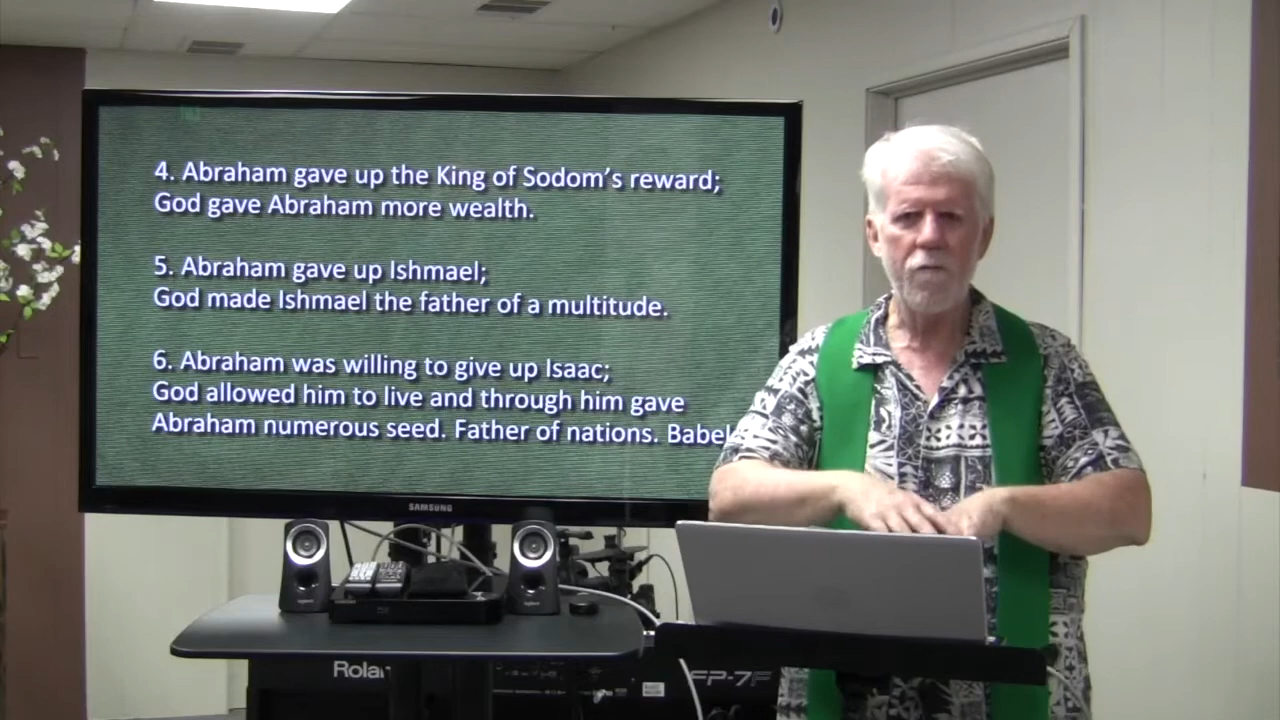 4. Abraham gave up the King of Sodom's reward;
God gave Abraham more wealth.
5. Abraham gave up Ishmael;
God made Ishmael the father of a multitude.
6. Abraham was willing to give up Isaac;
God allowed him to live and through him gave
Abraham numerous seed. Father of nations. Babel
SAMSUNG
Rolan
FP-7F